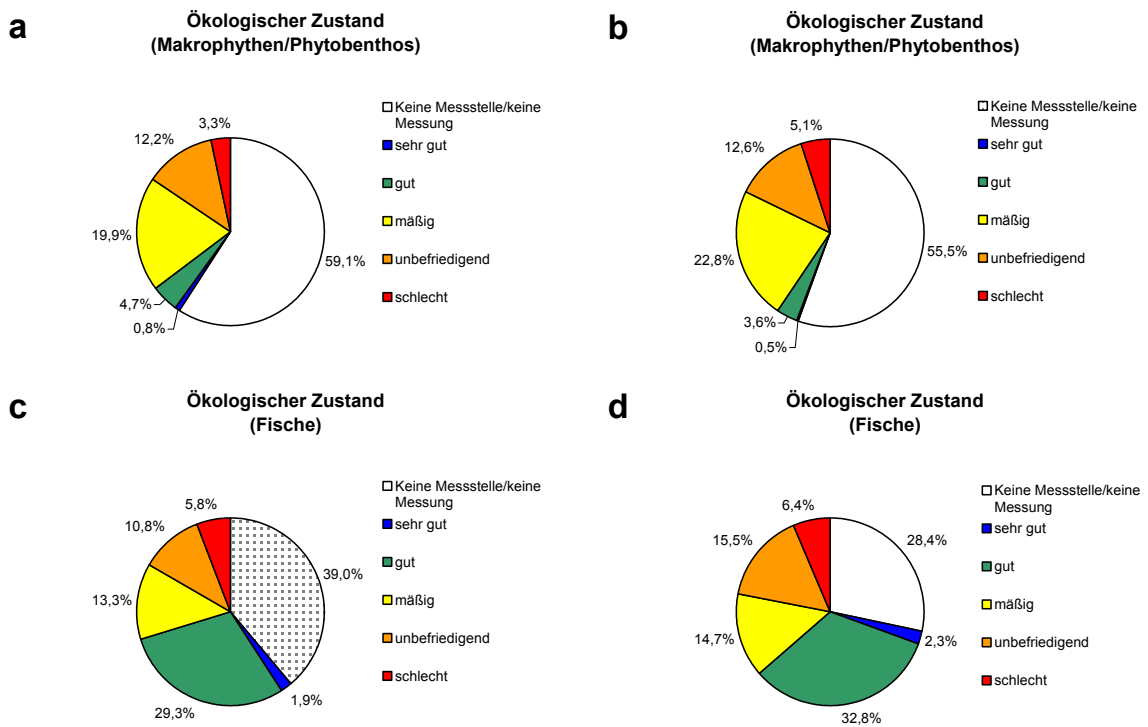 a
Ökologischer Zustand
(Makrophythen/Phytobenthos)
Keine Messstelle/keine
Messung
sehr gut
gut
mäßig
unbefriedigend
schlecht
3,3%
12,2%
19,9%
59,1%
4,7%
0,8%
b
Ökologischer Zustand
(Makrophythen/Phytobenthos)
Keine Messstelle/keine
Messung
sehr gut
gut
mäßig
unbefriedigend
schlecht
5,1%
12,6%
22,8%
55,5%
3,6%
0,5%
c
Ökologischer Zustand
(Fische)
Keine Messstelle/keine
Messung
sehr gut
gut
mäßig
unbefriedigend
schlecht
5,8%
10,8%
39,0%
13,3%
1,9%
29,3%
d
Ökologischer Zustand
(Fische)
Keine Messstelle/keine
Messung
sehr gut
gut
mäßig
unbefriedigend
schlecht
6,4%
28,4%
15,5%
14,7%
2,3%
32,8%